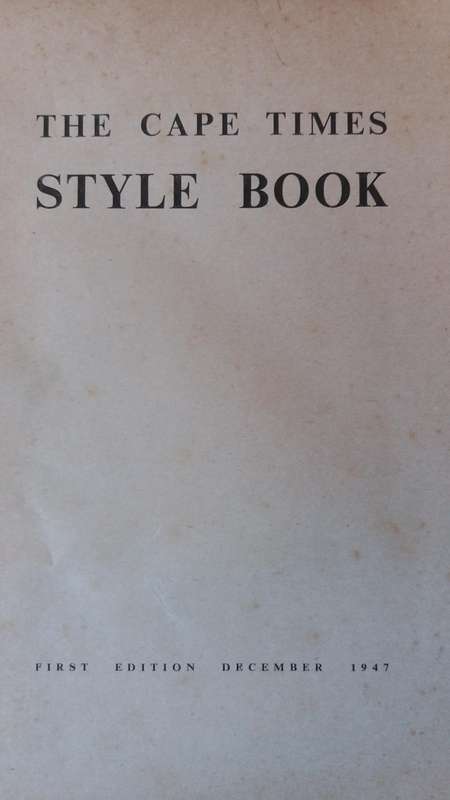 THE CAPE TIMES
STYLE BOOK
FIRST EDITION DECEMBER 1947